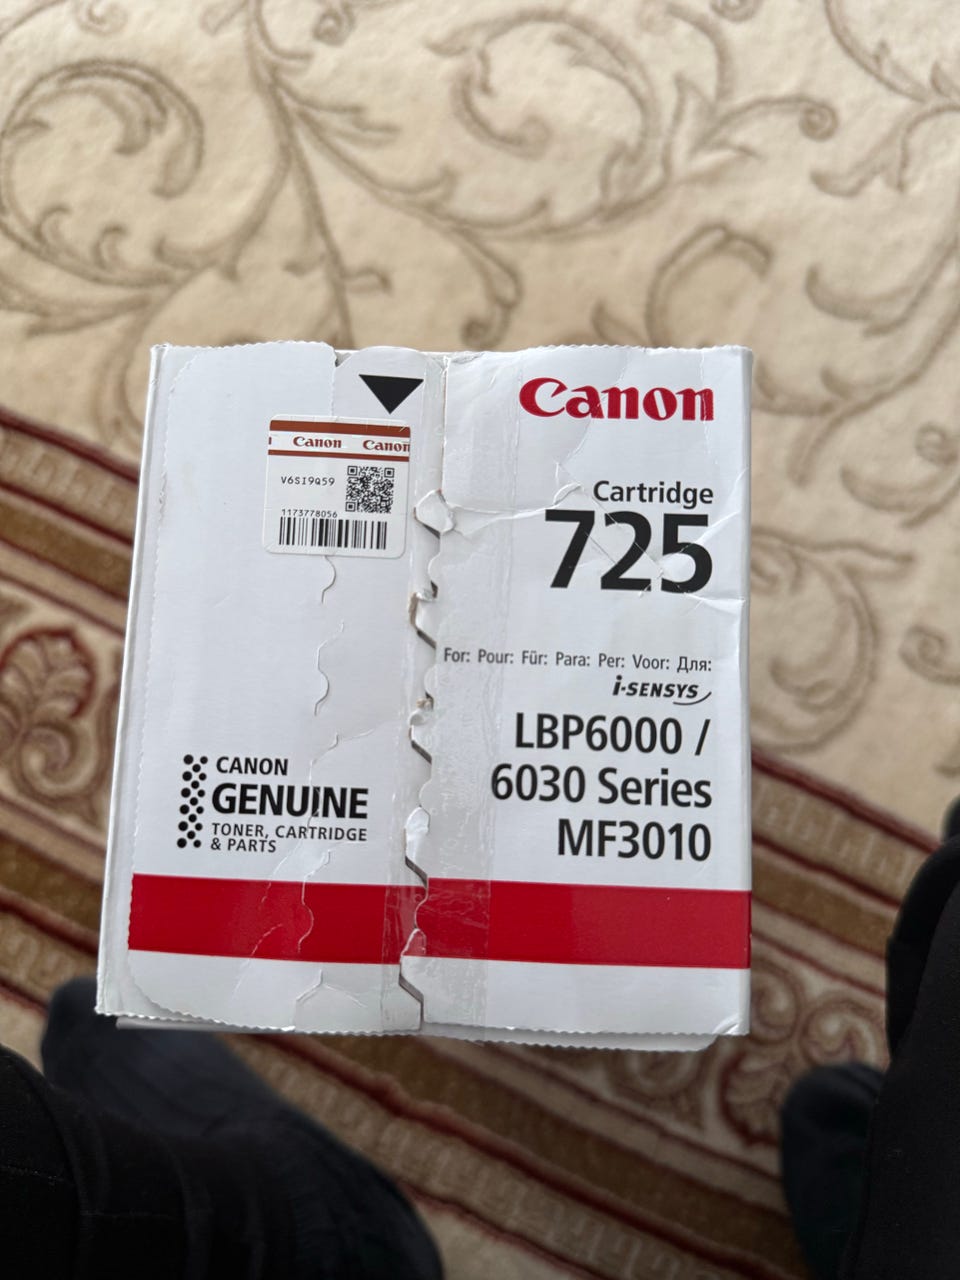 Canon
Canon Canon
V6SI9Q59
1173778056
Cartridge
725
For: Pour: Für: Para: Per: Voor: Для:
i-SENSYS
LBP6000 /
6030 Series
MF3010
CANON
GENUINE
TONER, CARTRIDGE
& PARTS